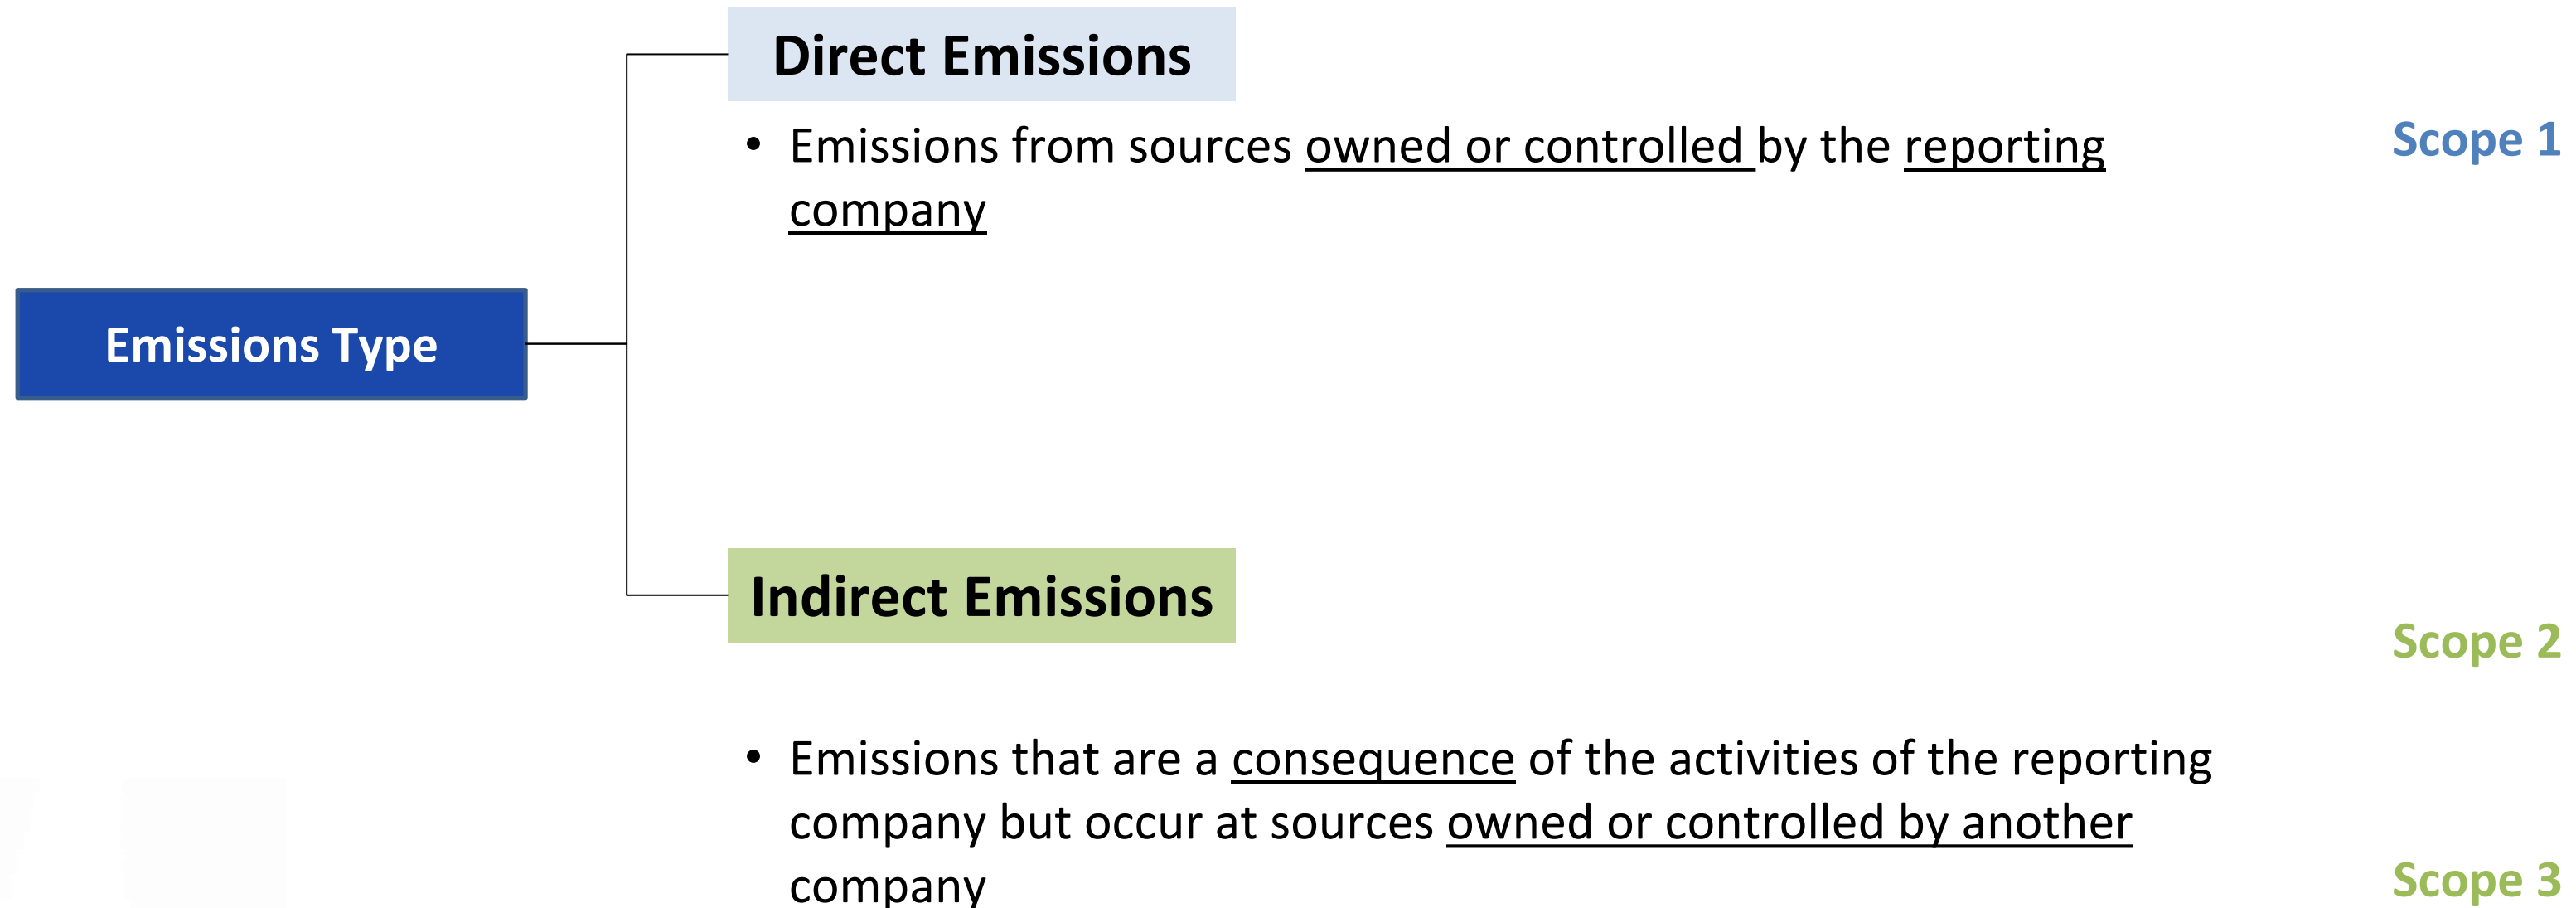 Direct Emissions
• Emissions from sources owned or controlled by the reporting
company
Scope 1
Emissions Type
Indirect Emissions
Scope 2
• Emissions that are a consequence of the activities of the reporting
company but occur at sources owned or controlled by another
company
Scope 3